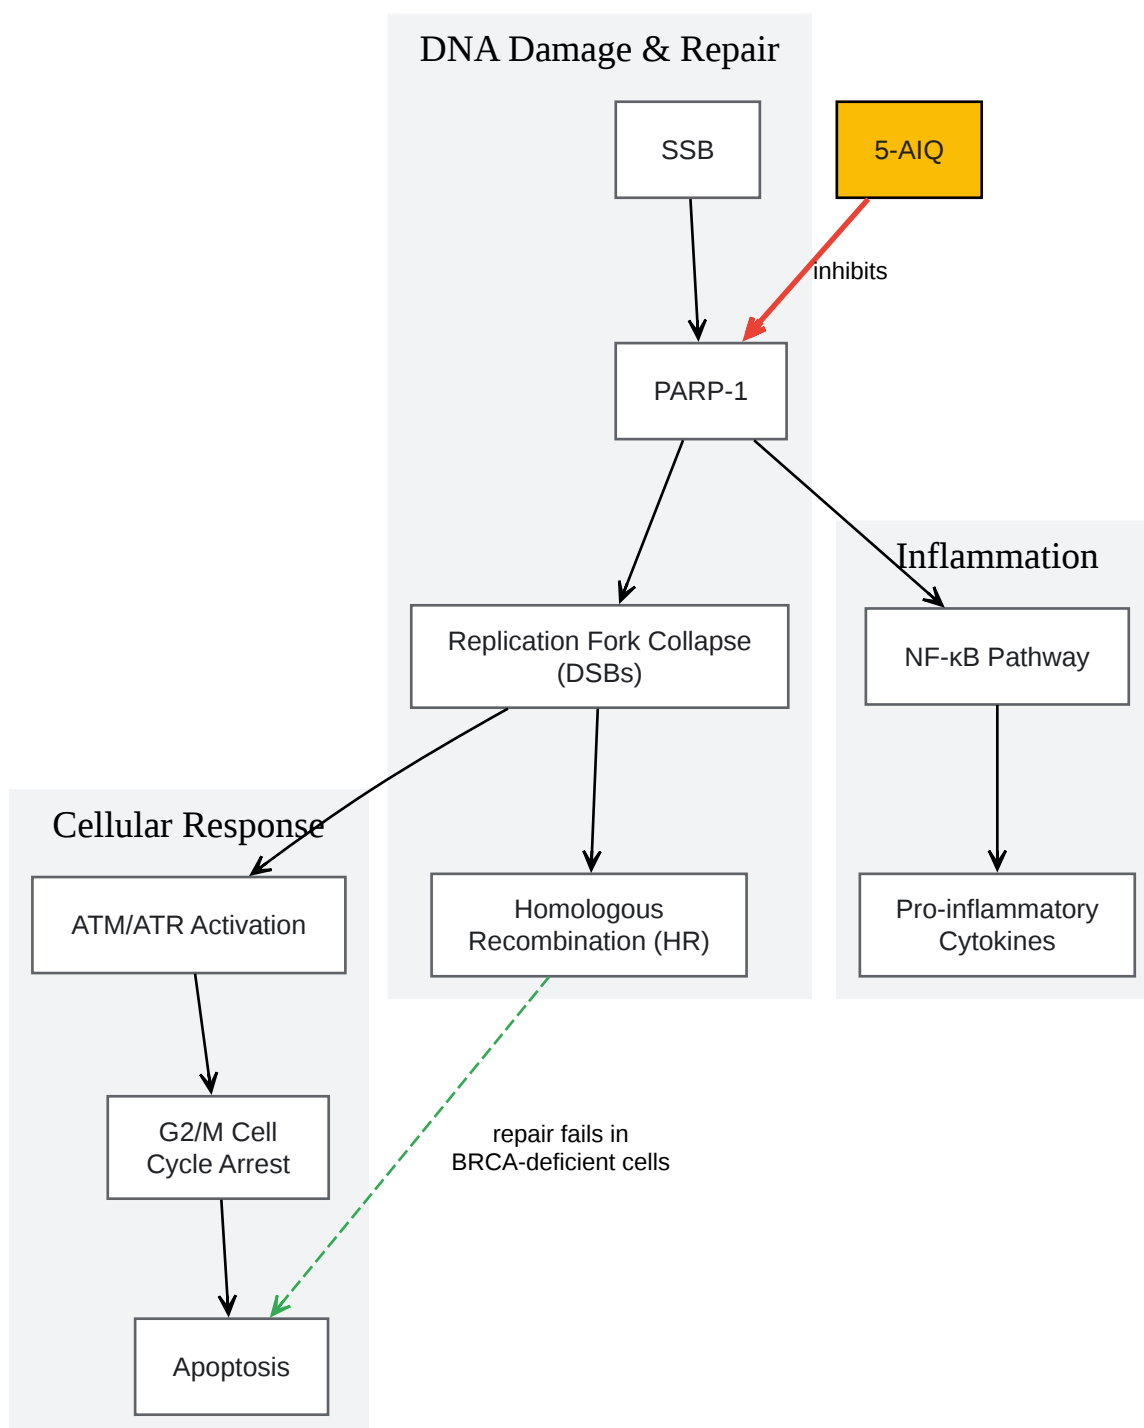 DNA Damage & Repair
SSB
5-AIQ
inhibits
PARP-1
Inflammation
Replication Fork Collapse
(DSBs)
NF-κB Pathway
Cellular Response
ATM/ATR Activation
Homologous
Recombination (HR)
Pro-inflammatory
Cytokines
G2/M Cell
Cycle Arrest
repair fails in
BRCA-deficient cells
Apoptosis